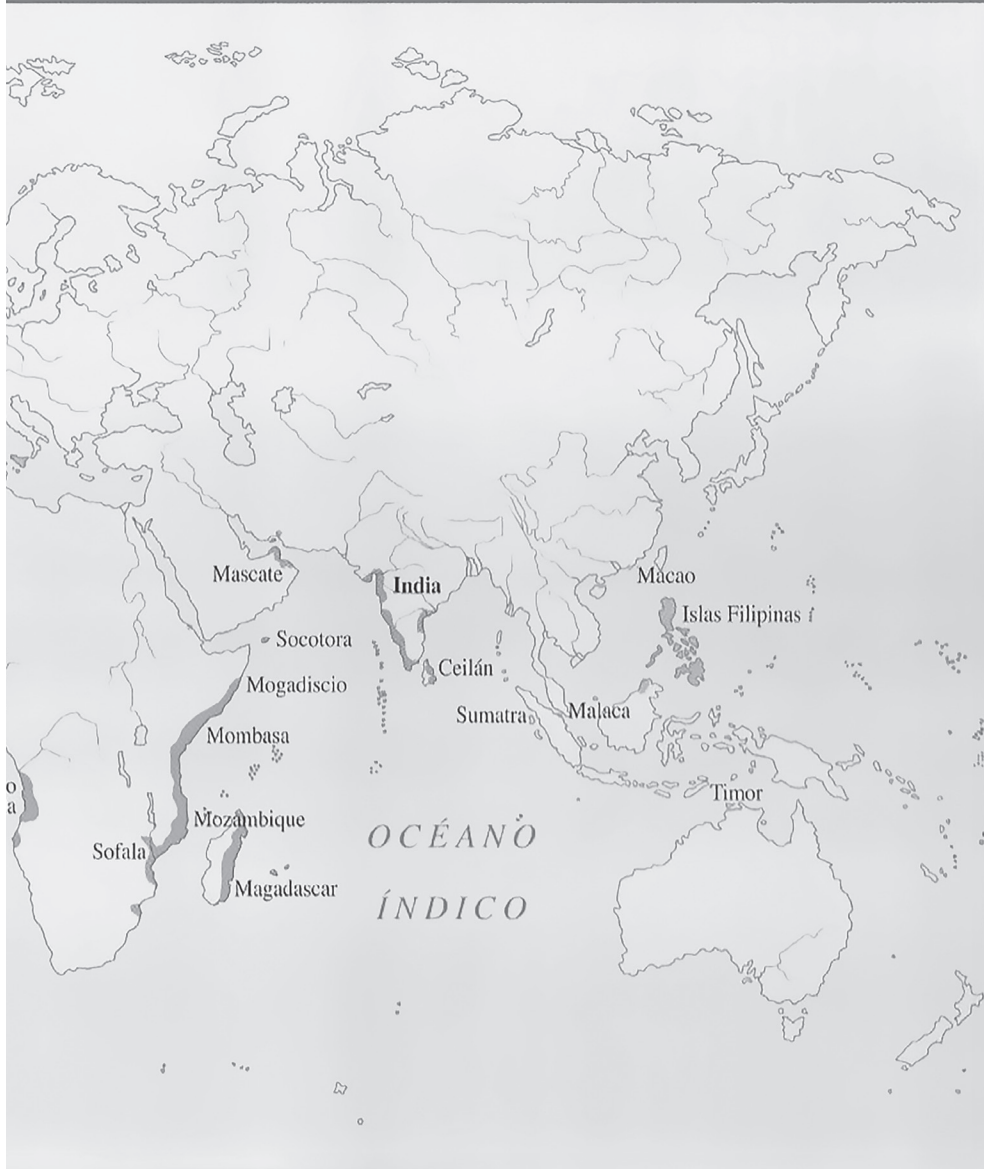 Mascate
India
Macao
Islas Filipinas
Socotora
Ceilán
Mogadiscio
Sumatra
Malaca
Mombasa
o
a
Timor
Mozambique
OCÉANO
Sofala
Magadascar
ÍNDICO